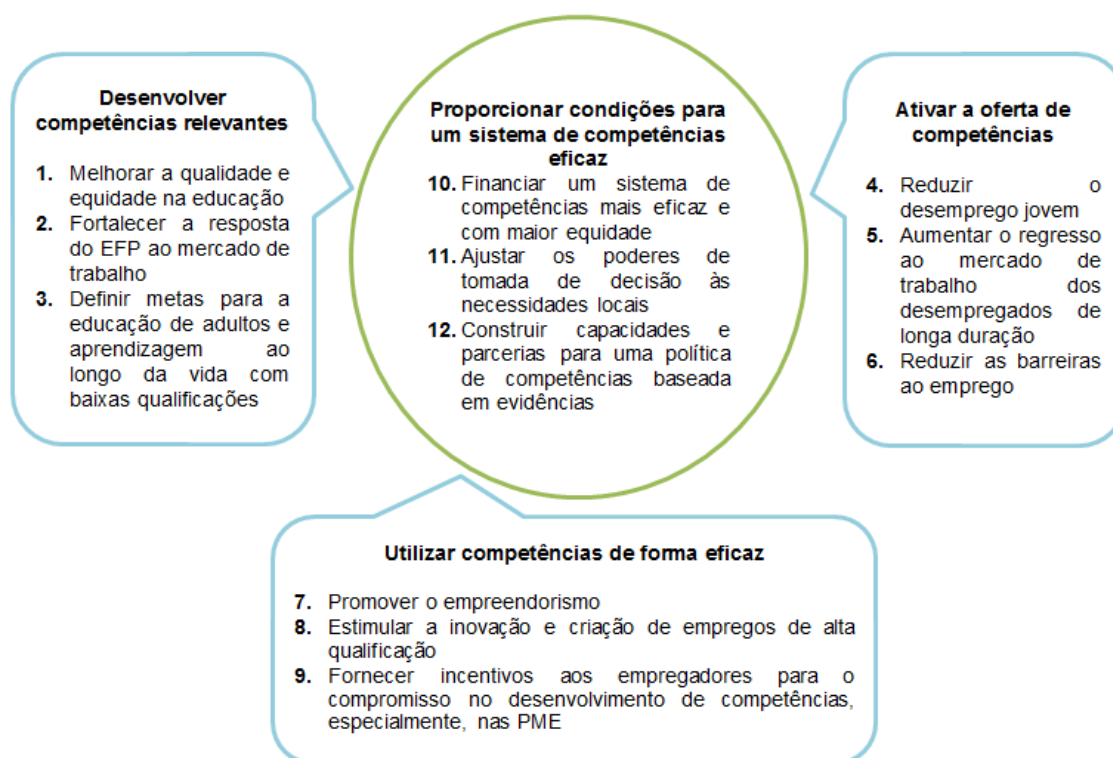 Desenvolver
competências relevantes
1. Melhorar a qualidade e
equidade na educação
2. Fortalecer a resposta
do EFP ao mercado de
trabalho
3. Definir metas para a
educação de adultos e
aprendizagem ao
longo da vida com
baixas qualificações
Proporcionar condições para
um sistema de competências
eficaz
10. Financiar um sistema de
competências mais eficaz e
com maior equidade
11. Ajustar os poderes de
tomada de decisão às
necessidades locais
12. Construir capacidades e
parcerias para uma política
de competências baseada
em evidências
Ativar a oferta de
competências
4. Reduzir o
desemprego jovem
5. Aumentar o regresso
ao mercado de
trabalho dos
desempregados de
longa duração
6. Reduzir as barreiras
ao emprego
Utilizar competências de forma eficaz
7. Promover o empreendorismo
8. Estimular a inovação e criação de empregos de alta
qualificação
9. Fornecer incentivos aos empregadores para o
compromisso no desenvolvimento de competências,
especialmente, nas PME